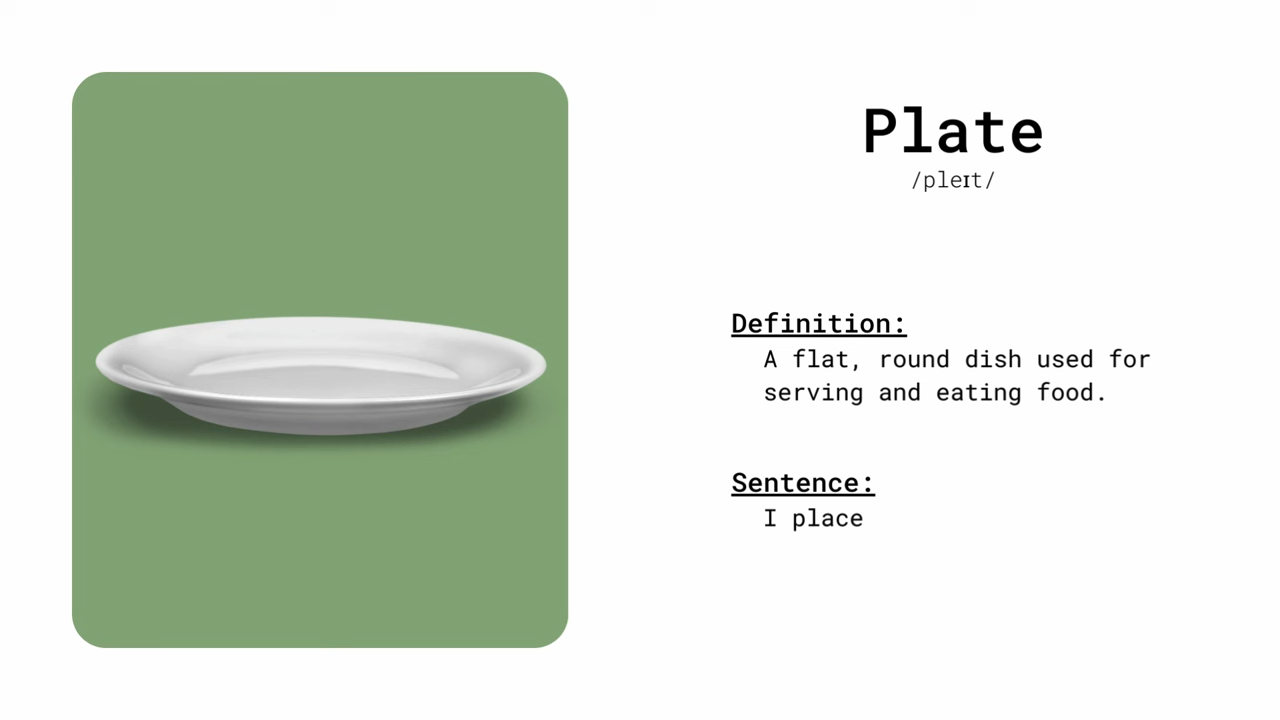 Plate
/pleɪt/
Definition:
A flat, round dish used for
serving and eating food.
Sentence:
I place